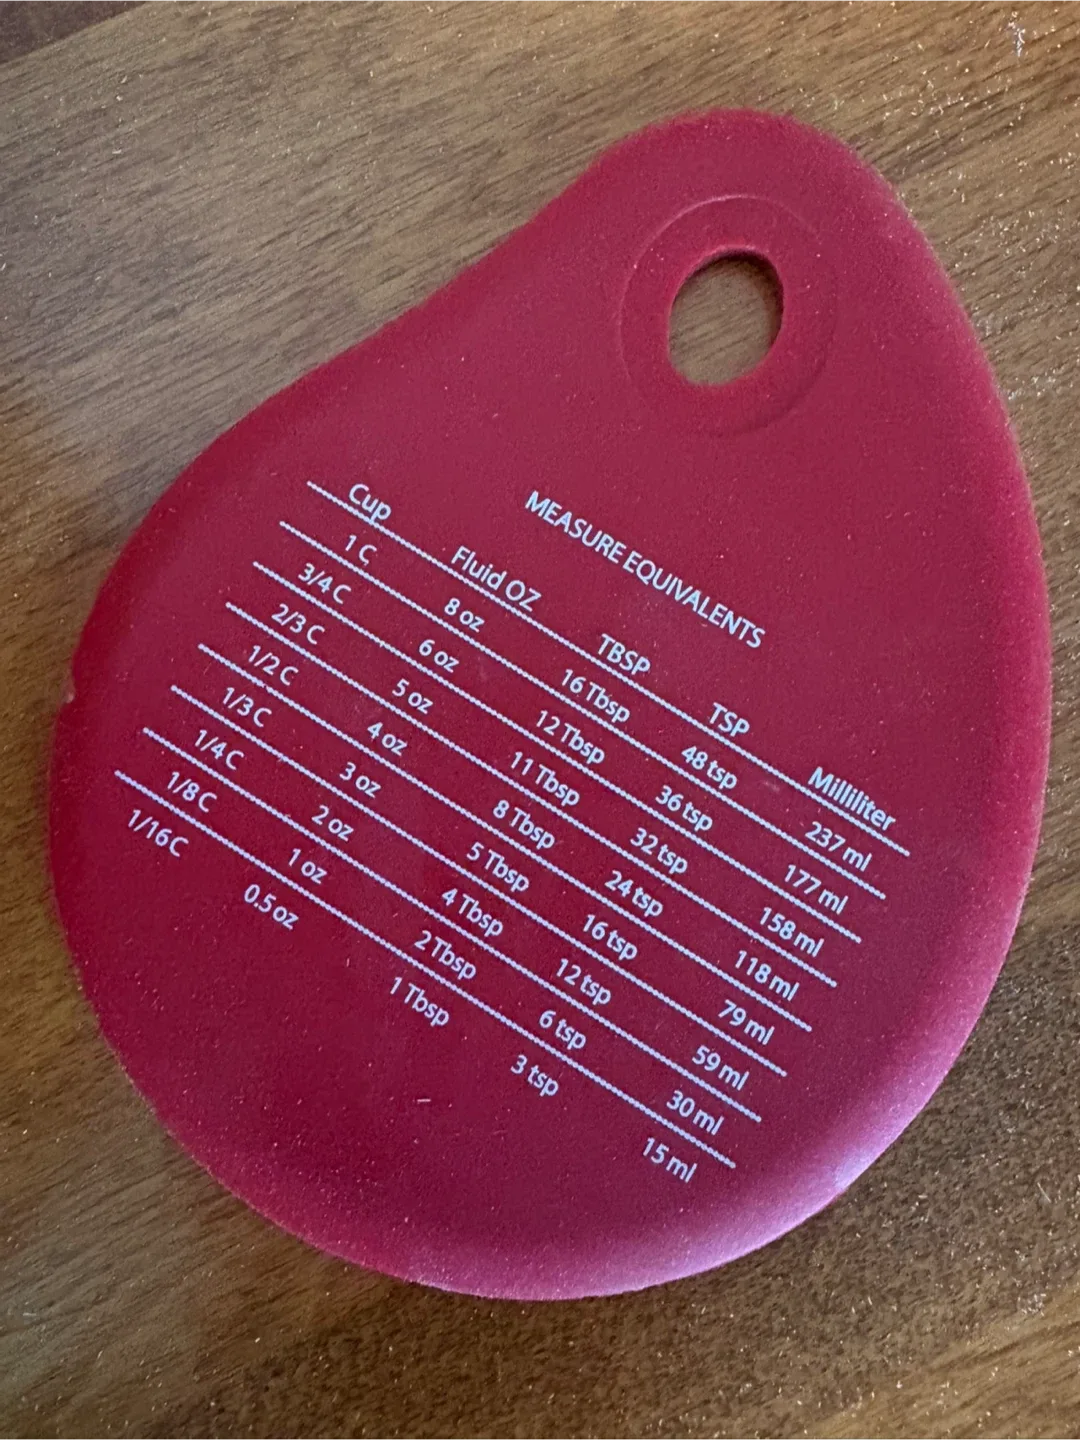 MEASURE EQUIVALENTS
Cup Fluid OZ TBSP TSP Milliliter
1 C 8 oz 16 Tbsp 48 tsp 237 ml
3/4 C 6 oz 12 Tbsp 36 tsp 177 ml
2/3 C 5 oz 11 Tbsp 32 tsp 158 ml
1/2 C 4 oz 8 Tbsp 24 tsp 118 ml
1/3 C 3 oz 5 Tbsp 16 tsp 79 ml
1/4 C 2 oz 4 Tbsp 12 tsp 59 ml
1/8 C 1 oz 2 Tbsp 6 tsp 30 ml
1/16 C 0.5 oz 1 Tbsp 3 tsp 15 ml